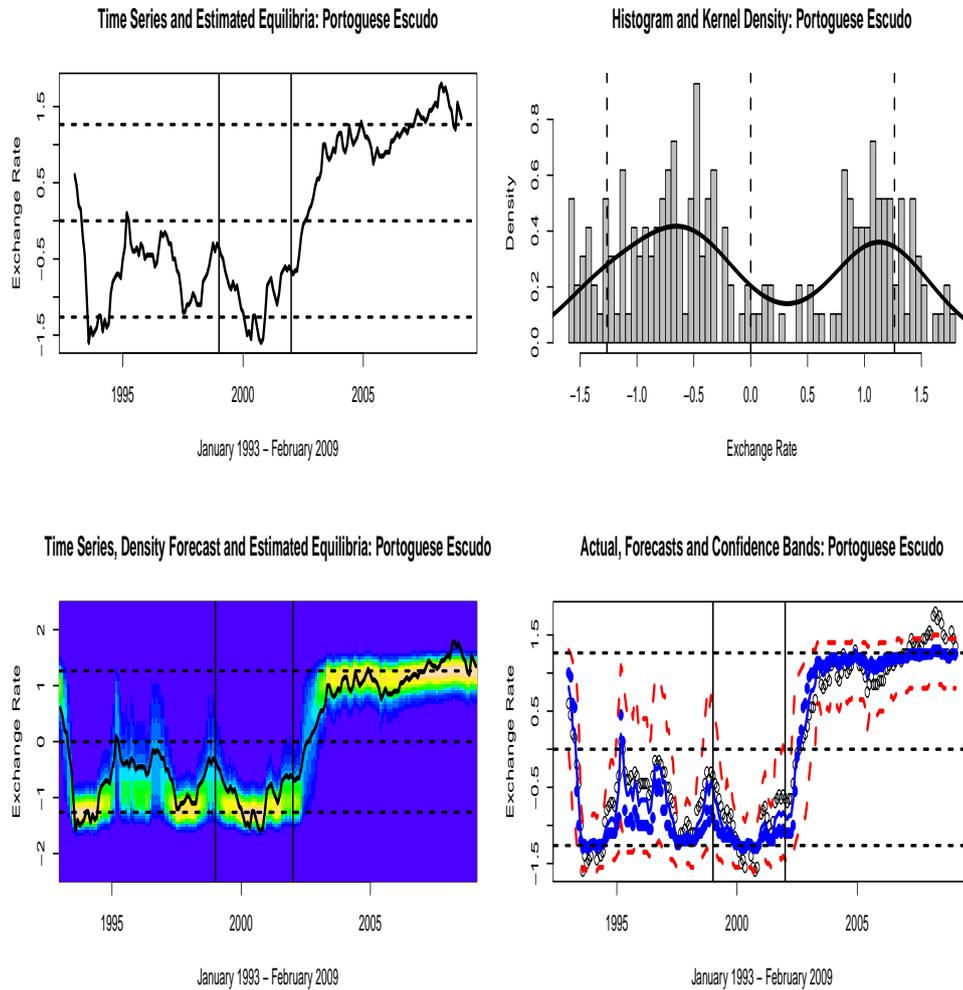 Time Series and Estimated Equilibria: Portoguese Escudo
Exchange Rate
1.5
0.5
−0.5
−1.5
1995 2000 2005
January 1993 – February 2009
Histogram and Kernel Density: Portoguese Escudo
Density
0.8
0.6
0.4
0.2
0.0
−1.5 −1.0 −0.5 0.0 0.5 1.0 1.5
Exchange Rate
Time Series, Density Forecast and Estimated Equilibria: Portoguese Escudo
Exchange Rate
2
1
0
−1
−2
1995 2000 2005
January 1993 – February 2009
Actual, Forecasts and Confidence Bands: Portoguese Escudo
Exchange Rate
1.5
0.5
−0.5
−1.5
1995 2000 2005
January 1993 – February 2009